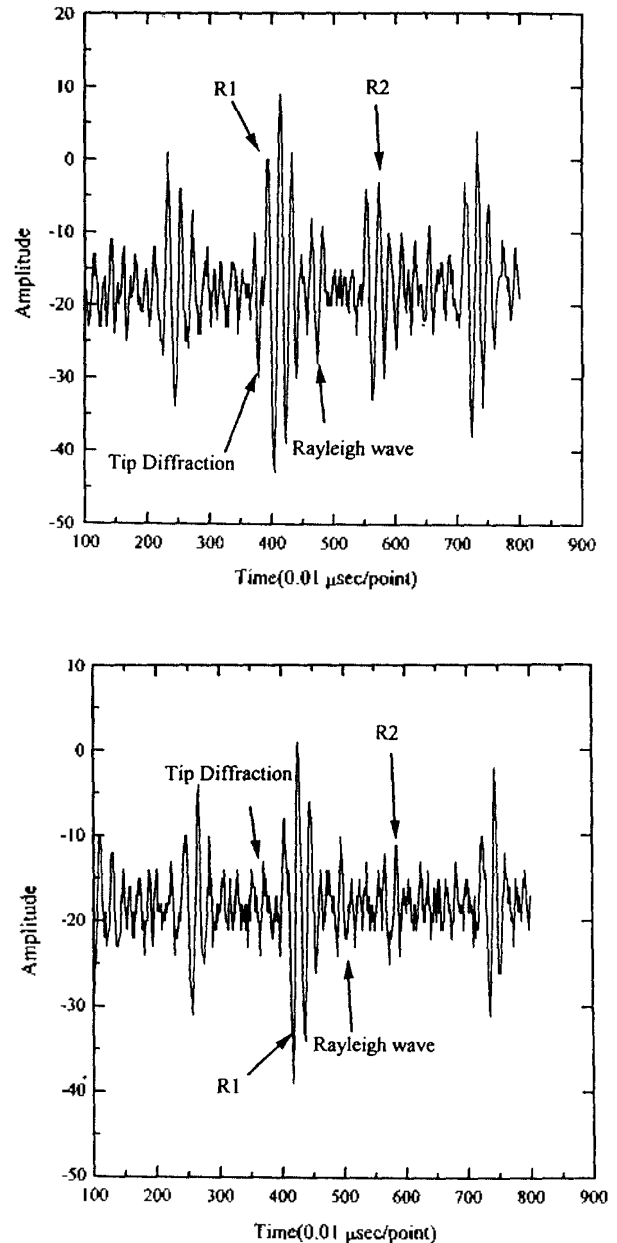 20
10
0
-10
-20
-30
-40
-50
Amplitude
R1
R2
Tip Diffraction
Rayleigh wave
100 200 300 400 500 600 700 800 900
Time(0.01 μsec/point)
10
0
-10
-20
-30
-40
-50
Amplitude
R2
Tip Diffraction
Rayleigh wave
R1
100 200 300 400 500 600 700 800 900
Time(0.01 μsec/point)